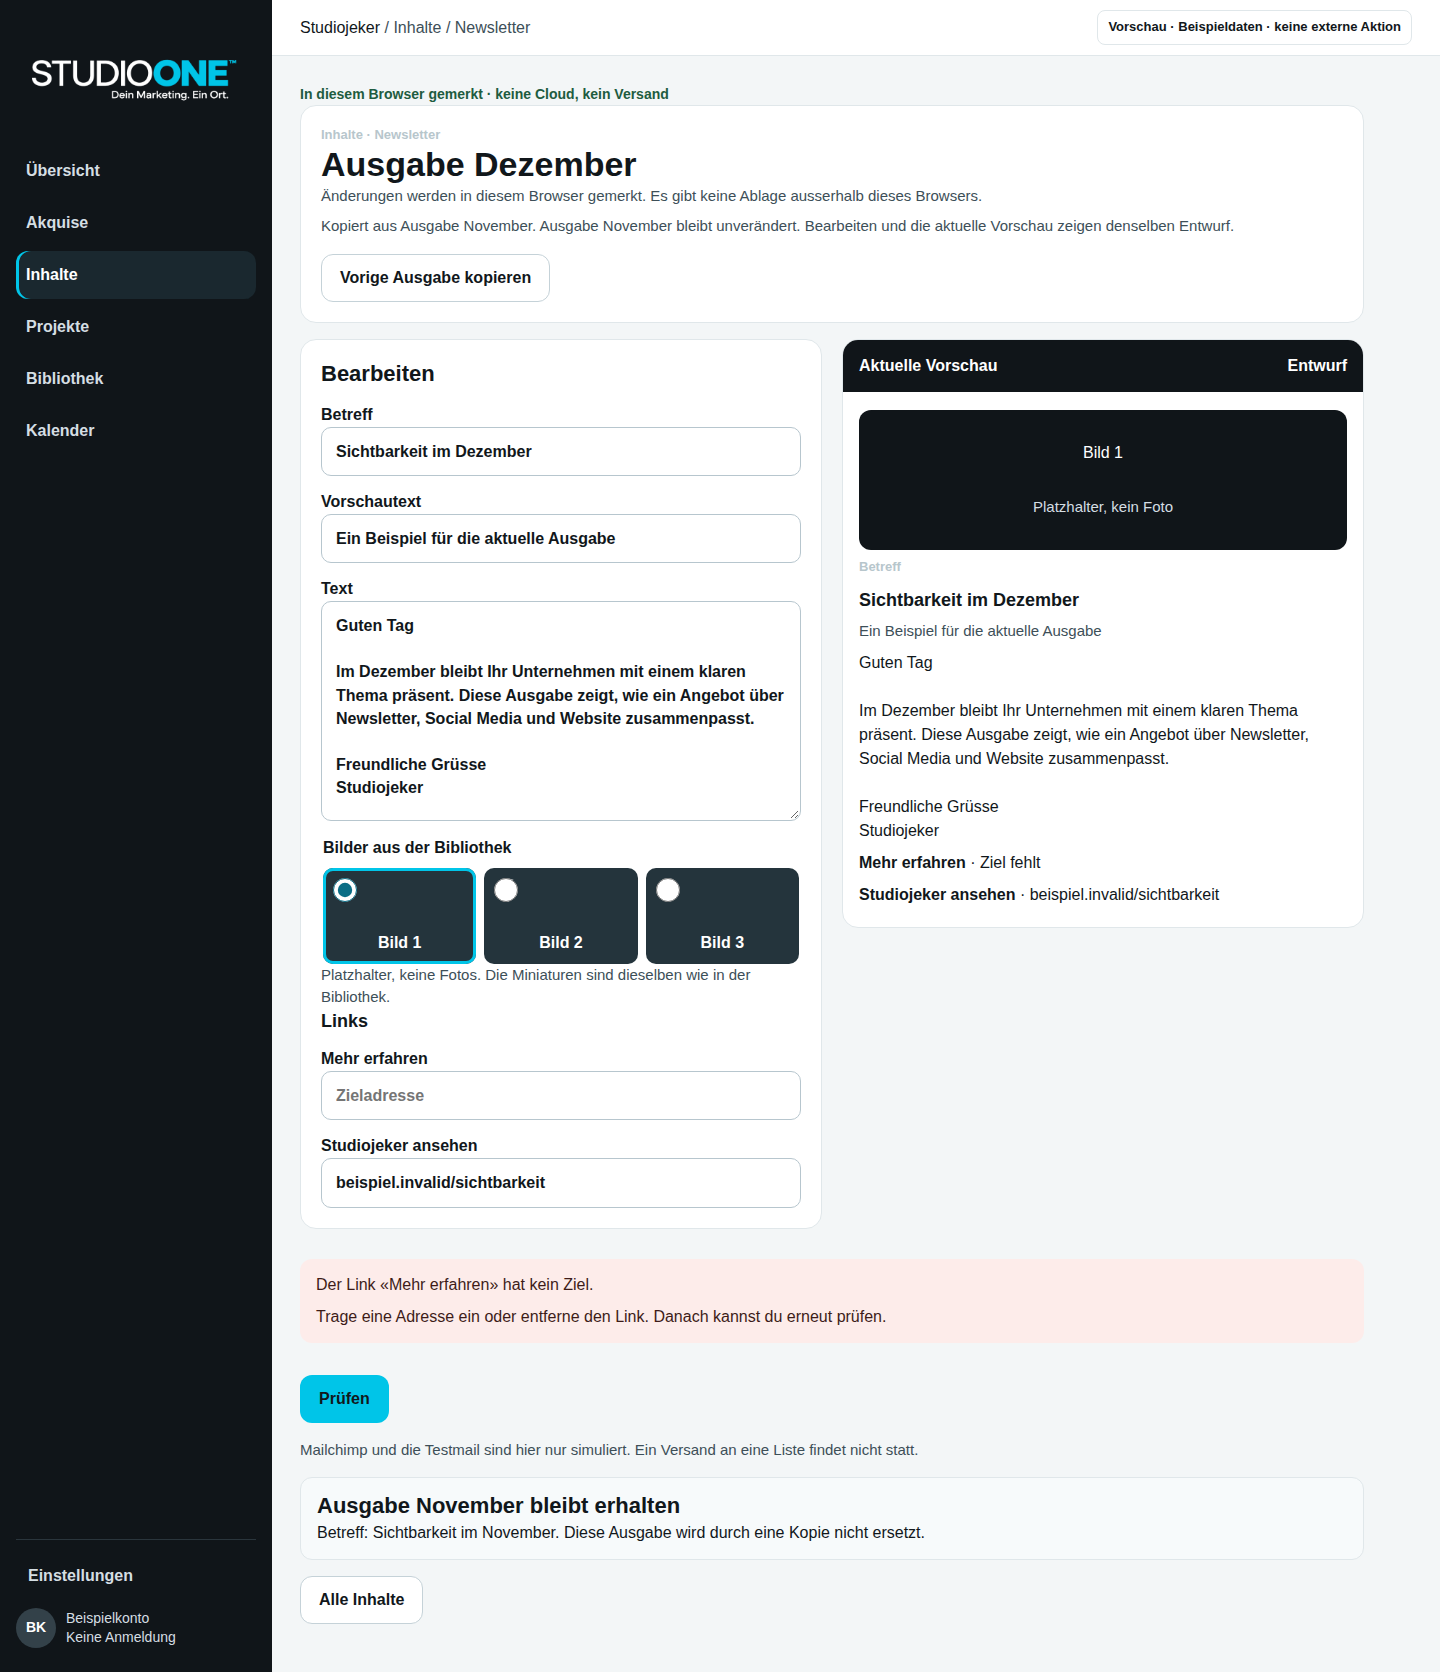 STUDIOONE™
Dein Marketing. Ein Ort.
Übersicht
Akquise
Inhalte
Projekte
Bibliothek
Kalender
Einstellungen
BK
Beispielkonto
Keine Anmeldung
Studiojeker / Inhalte / Newsletter
Vorschau · Beispieldaten · keine externe Aktion
In diesem Browser gemerkt · keine Cloud, kein Versand
Inhalte · Newsletter
Ausgabe Dezember
Änderungen werden in diesem Browser gemerkt. Es gibt keine Ablage ausserhalb dieses Browsers.
Kopiert aus Ausgabe November. Ausgabe November bleibt unverändert. Bearbeiten und die aktuelle Vorschau zeigen denselben Entwurf.
Vorige Ausgabe kopieren
Bearbeiten
Betreff
Sichtbarkeit im Dezember
Vorschautext
Ein Beispiel für die aktuelle Ausgabe
Text
Guten Tag
Im Dezember bleibt Ihr Unternehmen mit einem klaren
Thema präsent. Diese Ausgabe zeigt, wie ein Angebot über
Newsletter, Social Media und Website zusammenpasst.
Freundliche Grüsse
Studiojeker
Bilder aus der Bibliothek
Bild 1
Bild 2
Bild 3
Platzhalter, keine Fotos. Die Miniaturen sind dieselben wie in der
Bibliothek.
Links
Mehr erfahren
Zieladresse
Studiojeker ansehen
beispiel.invalid/sichtbarkeit
Aktuelle Vorschau
Entwurf
Bild 1
Platzhalter, kein Foto
Betreff
Sichtbarkeit im Dezember
Ein Beispiel für die aktuelle Ausgabe
Guten Tag
Im Dezember bleibt Ihr Unternehmen mit einem klaren Thema
präsent. Diese Ausgabe zeigt, wie ein Angebot über Newsletter,
Social Media und Website zusammenpasst.
Freundliche Grüsse
Studiojeker
Mehr erfahren · Ziel fehlt
Studiojeker ansehen · beispiel.invalid/sichtbarkeit
Der Link «Mehr erfahren» hat kein Ziel.
Trage eine Adresse ein oder entferne den Link. Danach kannst du erneut prüfen.
Prüfen
Mailchimp und die Testmail sind hier nur simuliert. Ein Versand an eine Liste findet nicht statt.
Ausgabe November bleibt erhalten
Betreff: Sichtbarkeit im November. Diese Ausgabe wird durch eine Kopie nicht ersetzt.
Alle Inhalte